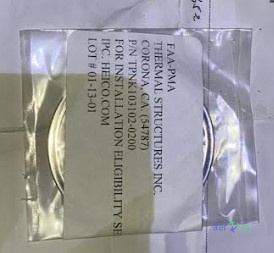 FAA-PMA
THERMAL STRUCTURES INC.
CORONA, CA. (54787)
P/N TPNK103102-0200
FOR INSTALLATION ELIGIBILITY SE
IPC. HEICO.COM
LOT # 01-13-01